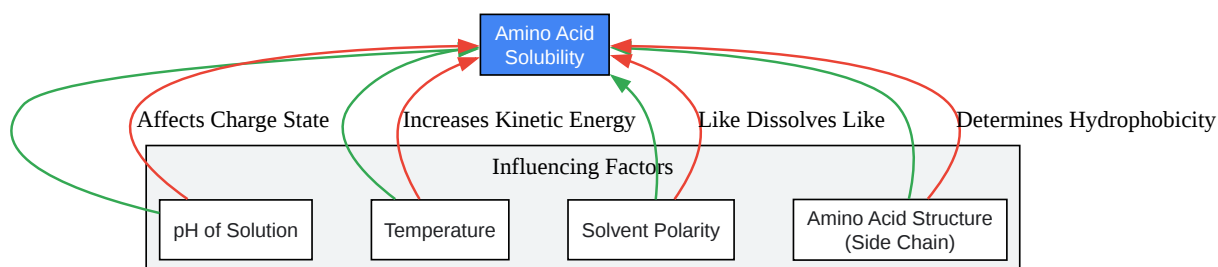 Amino Acid
Solubility
Affects Charge State
Increases Kinetic Energy
Like Dissolves Like
Determines Hydrophobicity
Influencing Factors
pH of Solution
Temperature
Solvent Polarity
Amino Acid Structure
(Side Chain)